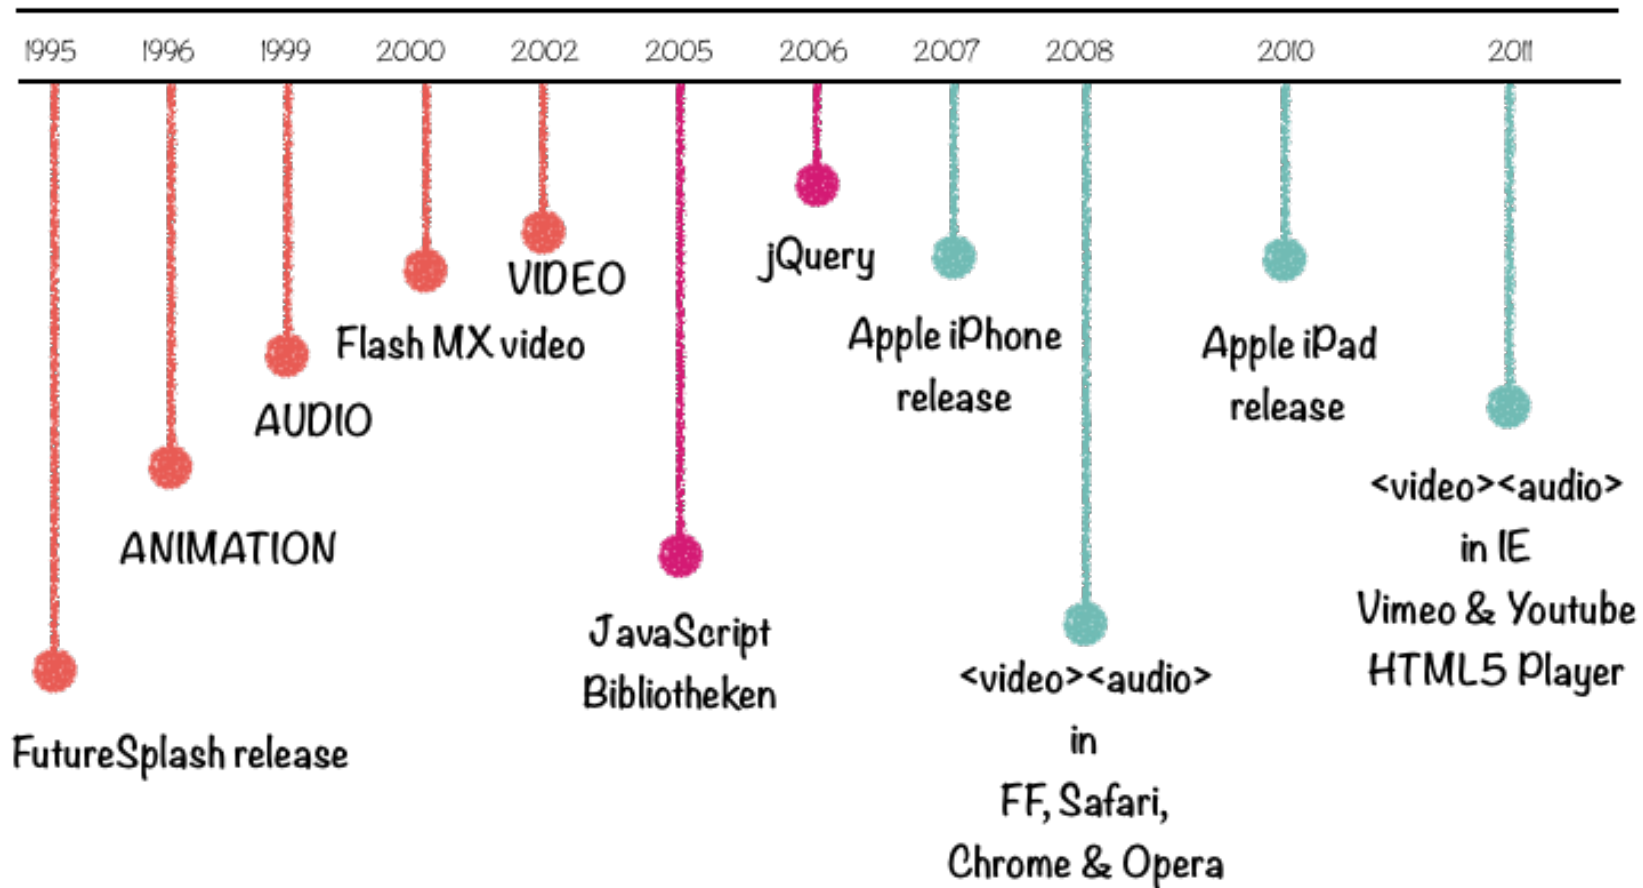 1995 1996 1999 2000 2002 2005 2006 2007 2008 2010 2011
FutureSplash release
ANIMATION
AUDIO
Flash MX video
VIDEO
JavaScript
Bibliotheken
jQuery
Apple iPhone
release
<video><audio>
in
FF, Safari,
Chrome & Opera
Apple iPad
release
<video><audio>
in IE
Vimeo & Youtube
HTML5 Player